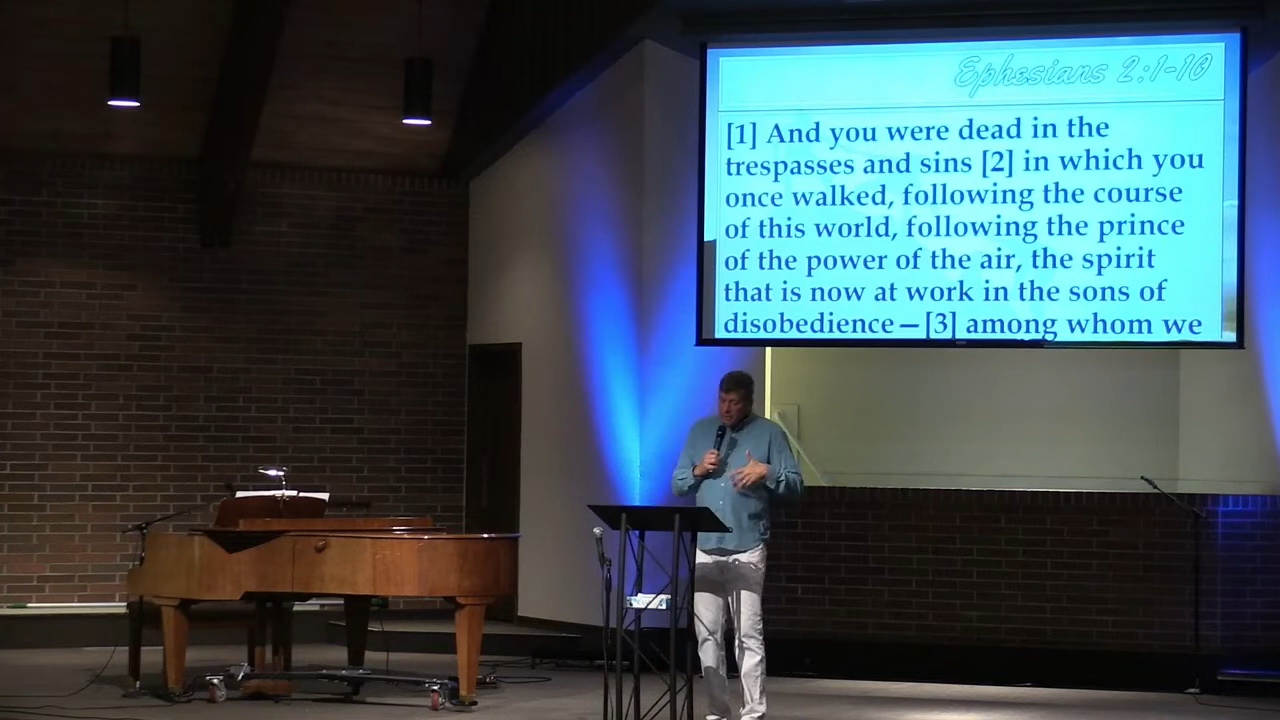 Ephesians 2:1-10
[1] And you were dead in the
trespasses and sins [2] in which you
once walked, following the course
of this world, following the prince
of the power of the air, the spirit
that is now at work in the sons of
disobedience—[3] among whom we